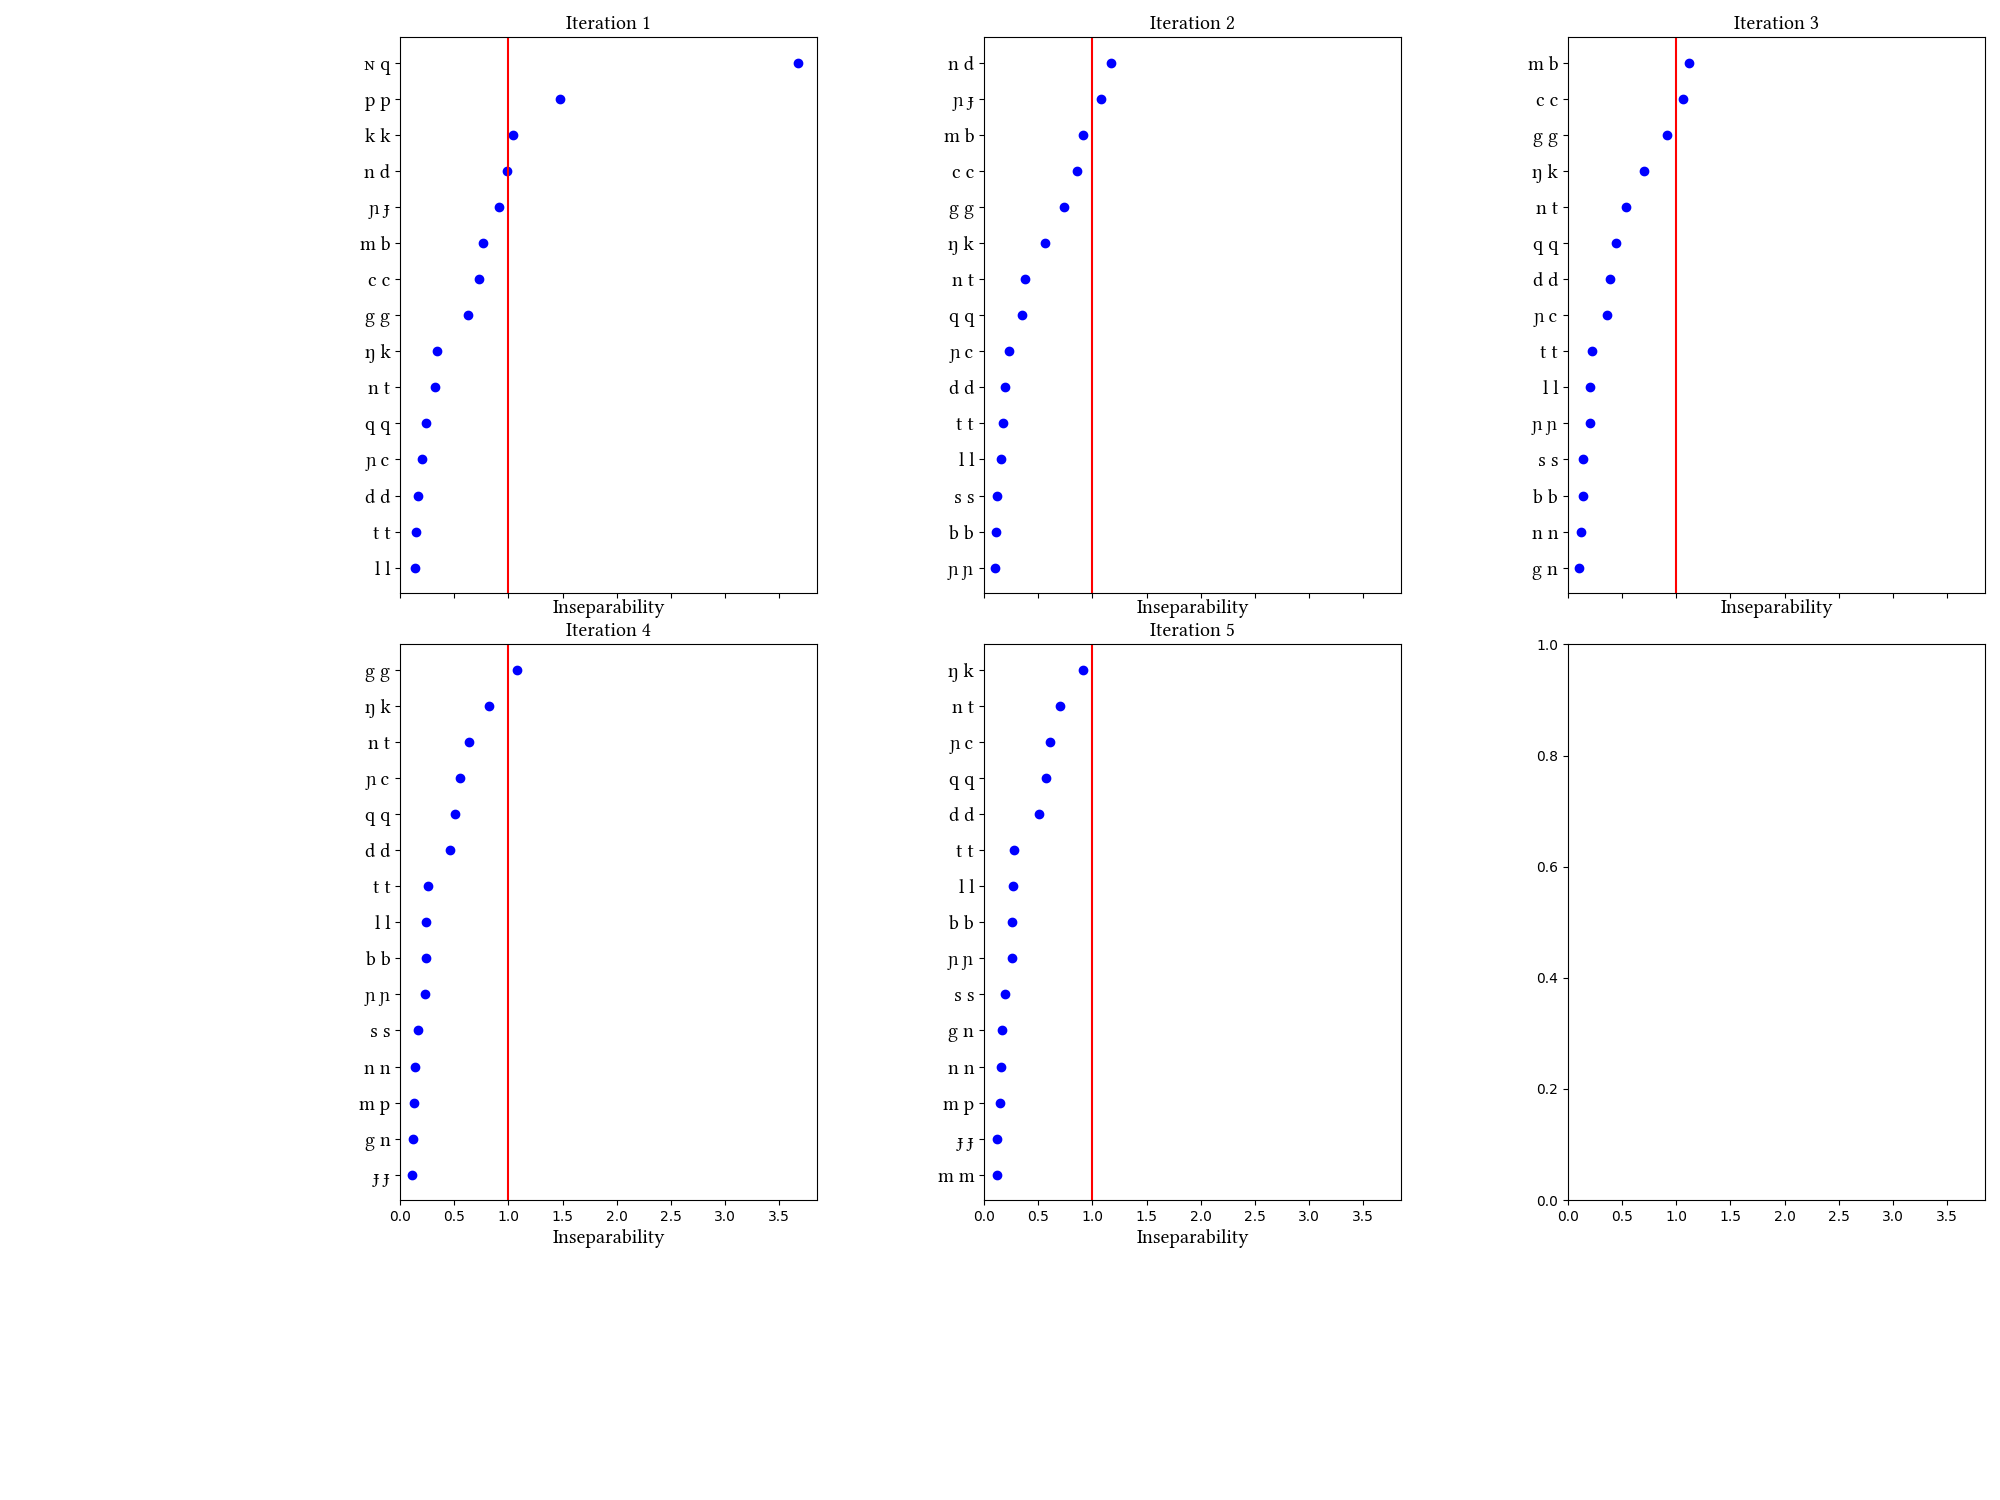 Iteration 1
ɴ q
p p
k k
n d
ɲ ɟ
m b
c c
g g
ŋ k
n t
q q
ɲ c
d d
t t
l l
Inseparability
Iteration 2
n d
ɲ ɟ
m b
c c
g g
ŋ k
n t
q q
ɲ c
d d
t t
l l
s s
b b
ɲ ɲ
Inseparability
Iteration 3
m b
c c
g g
ŋ k
n t
q q
d d
ɲ c
t t
l l
ɲ ɲ
s s
b b
n n
g n
Inseparability
Iteration 4
g g
ŋ k
n t
ɲ c
q q
d d
t t
l l
b b
ɲ ɲ
s s
n n
m p
g n
ɟ ɟ
0.0 0.5 1.0 1.5 2.0 2.5 3.0 3.5
Inseparability
Iteration 5
ŋ k
n t
ɲ c
q q
d d
t t
l l
b b
ɲ ɲ
s s
g n
n n
m p
ɟ ɟ
m m
0.0 0.5 1.0 1.5 2.0 2.5 3.0 3.5
Inseparability
1.0
0.8
0.6
0.4
0.2
0.0
0.0 0.5 1.0 1.5 2.0 2.5 3.0 3.5